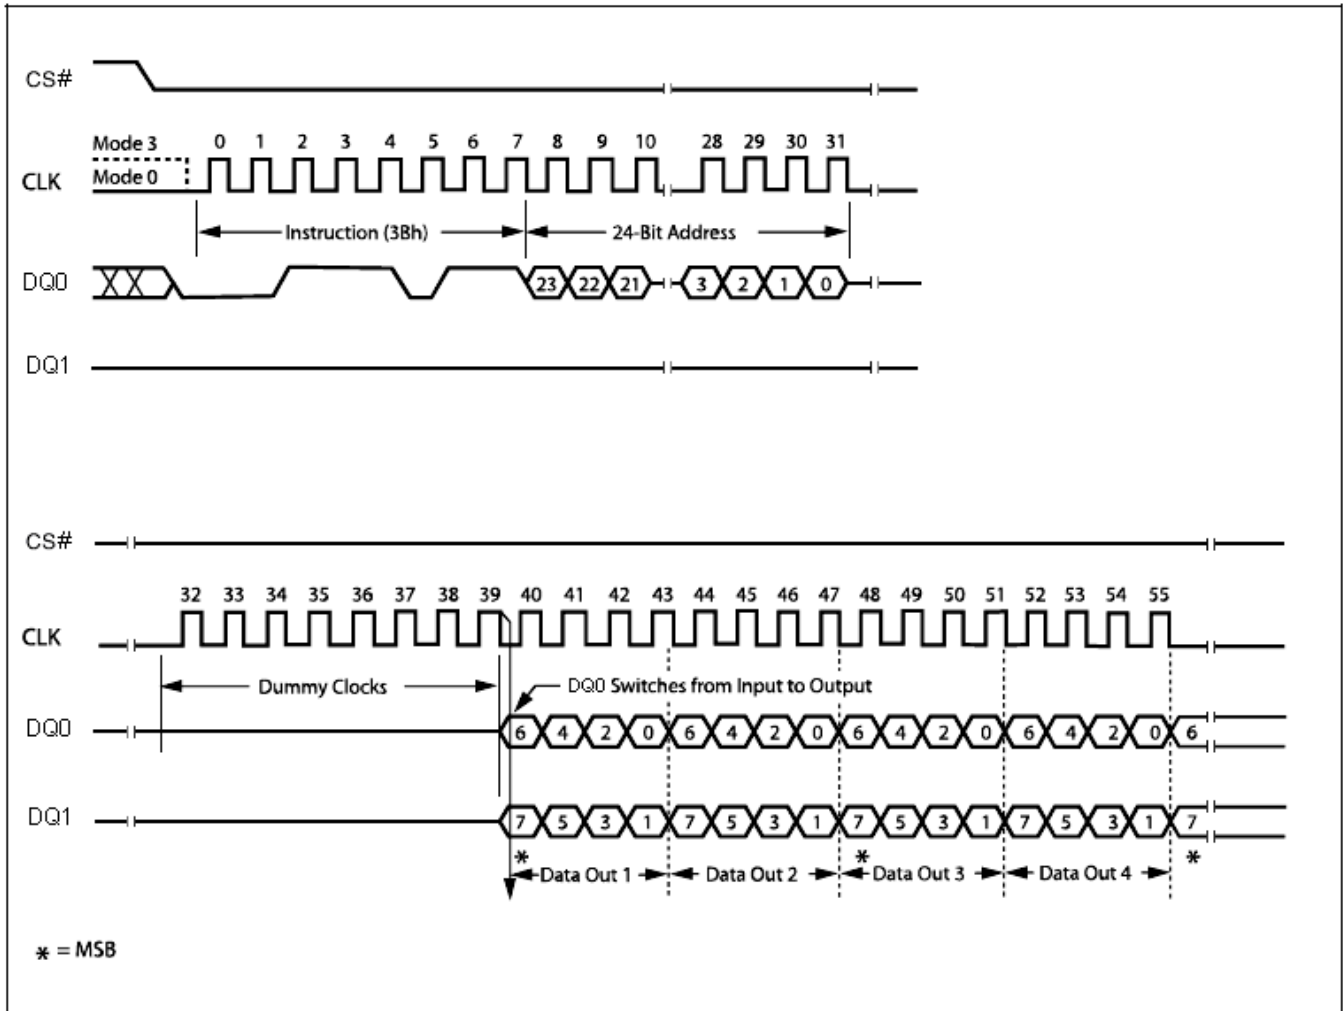 CS#
Mode 3
0 1 2 3 4 5 6 7 8 9 10 28 29 30 31
CLK
Mode 0
Instruction (3Bh)
24-Bit Address
DQ0
23 22 21 3 2 1 0
DQ1
CS#
32 33 34 35 36 37 38 39 40 41 42 43 44 45 46 47 48 49 50 51 52 53 54 55
CLK
Dummy Clocks
DQ0 Switches from Input to Output
DQ0
6 4 2 0 6 4 2 0 6 4 2 0 6 4 2 0 6
DQ1
7 5 3 1 7 5 3 1 7 5 3 1 7 5 3 1 7
* * *
Data Out 1 Data Out 2 Data Out 3 Data Out 4
* = MSB